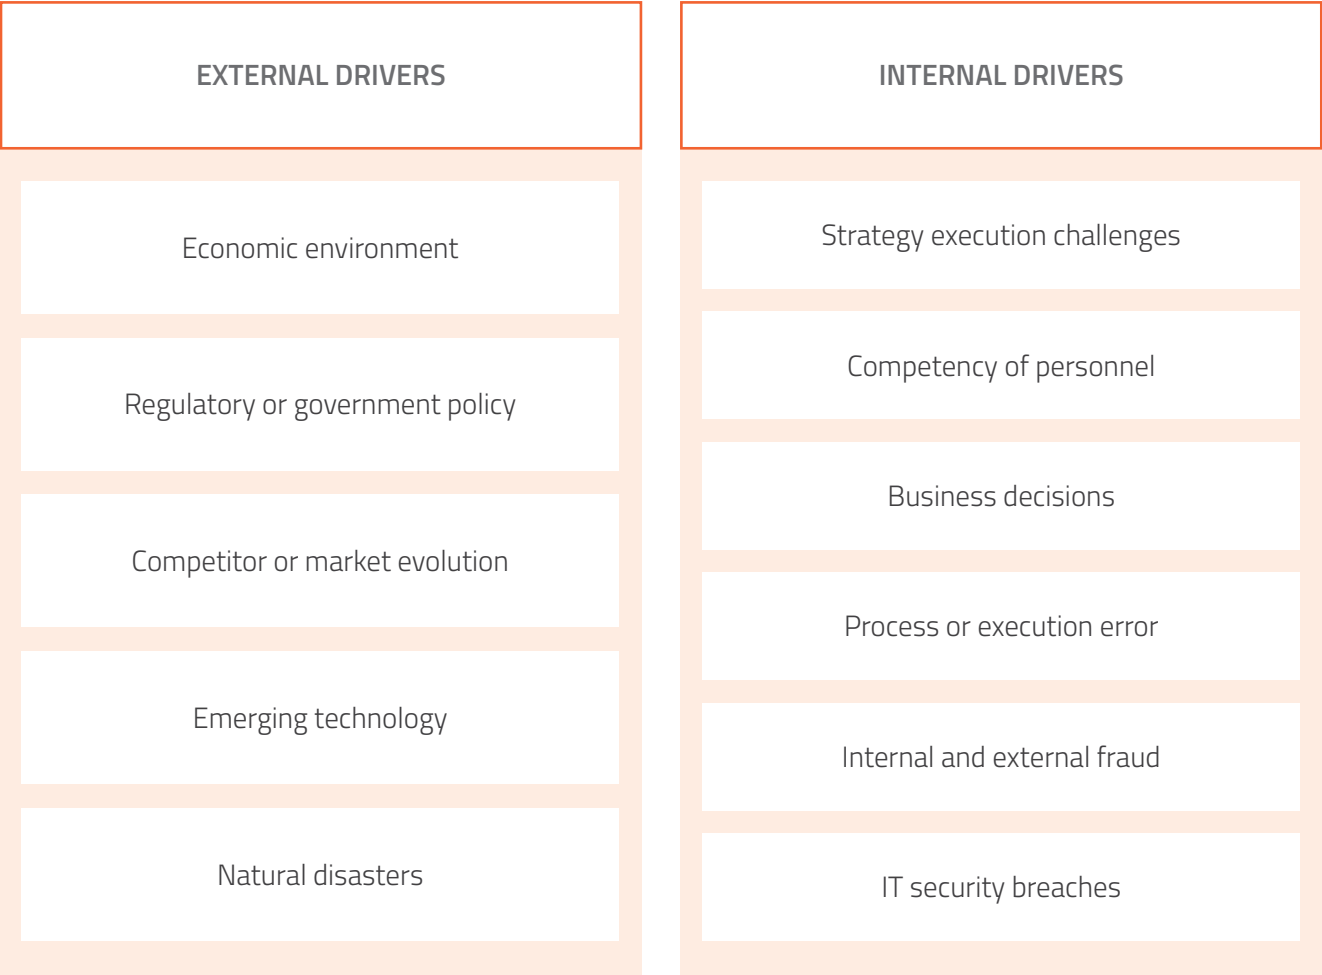 EXTERNAL DRIVERS
Economic environment
Regulatory or government policy
Competitor or market evolution
Emerging technology
Natural disasters
INTERNAL DRIVERS
Strategy execution challenges
Competency of personnel
Business decisions
Process or execution error
Internal and external fraud
IT security breaches